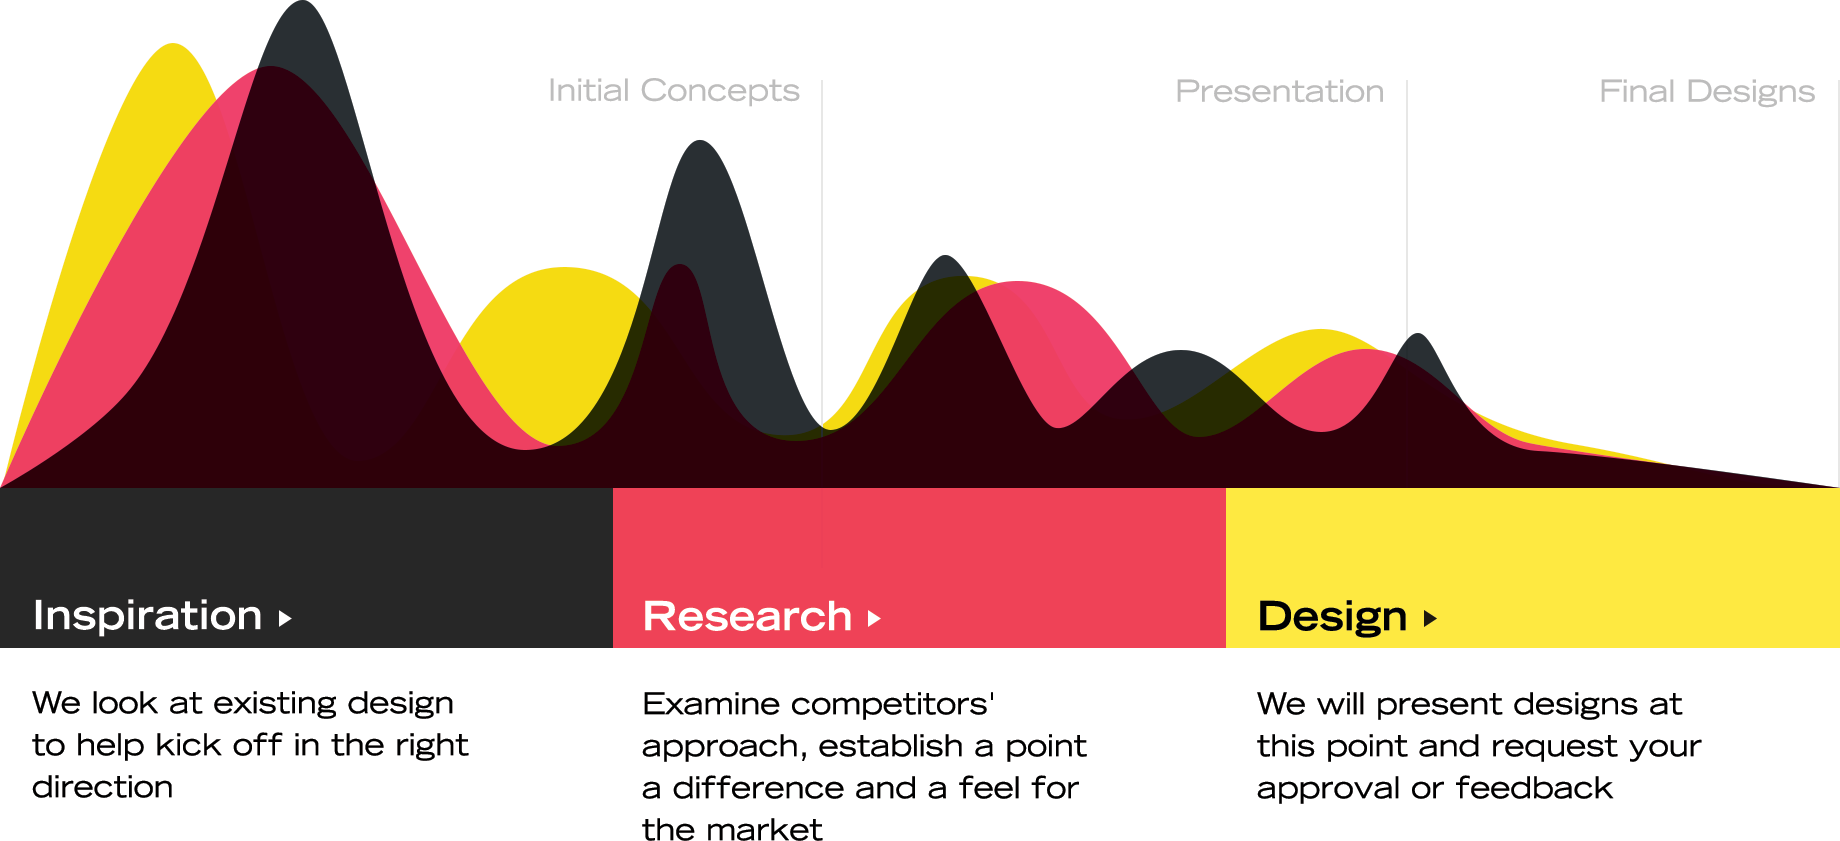 Initial Concepts
Presentation
Final Designs
Inspiration
Research
Design
We look at existing design
to help kick off in the right
direction
Examine competitors'
approach, establish a point
a difference and a feel for
the market
We will present designs at
this point and request your
approval or feedback